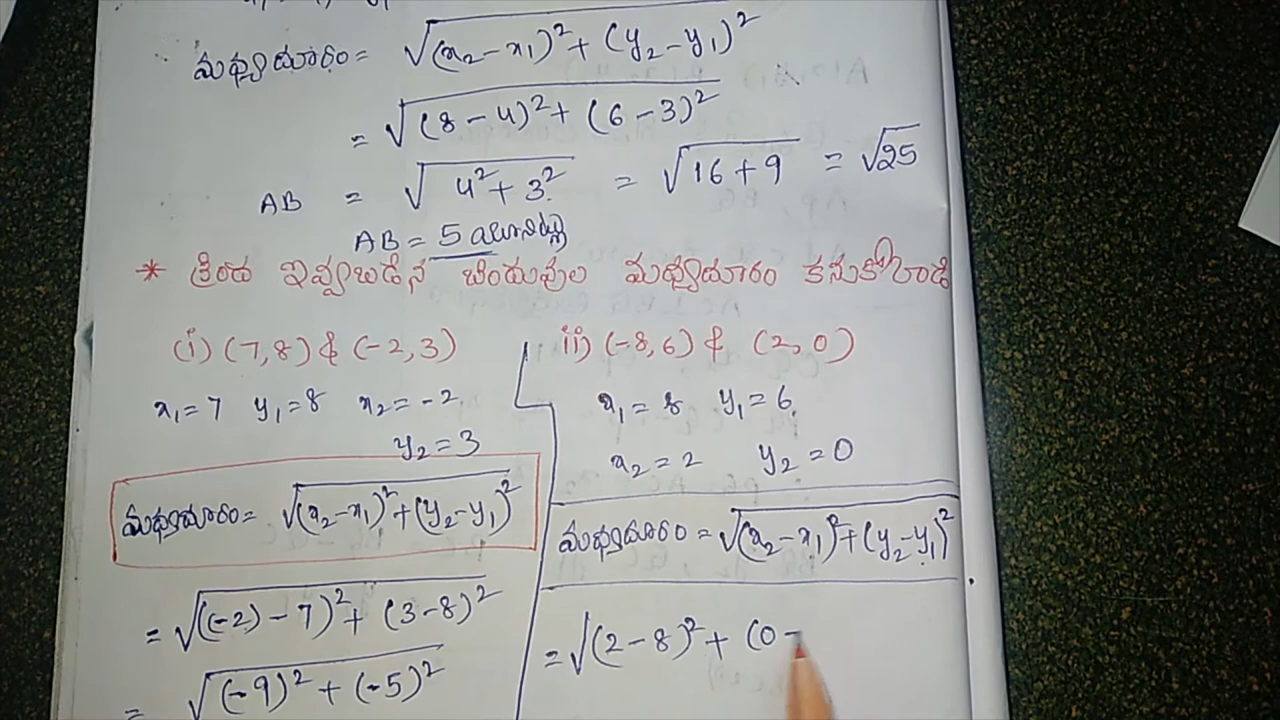 మధ్యదూరం = √(x₂-x₁)² + (y₂-y₁)²
= √(8-4)² + (6-3)²
AB = √4² + 3² = √16+9 = √25
AB = 5 యూనిట్లు
* క్రింద ఇవ్వబడిన బిందువుల మధ్యదూరం కనుకోండి
(i) (7,8) & (-2,3)
x₁=7 y₁=8 x₂=-2
y₂=3
మధ్యదూరం= √(x₂-x₁)²+(y₂-y₁)²
= √((-2)-7)²+ (3-8)²
= √(-9)² + (-5)²
ii) (-8,6) & (2,0)
x₁=8 y₁=6
x₂=2 y₂=0
మధ్యదూరం = √(x₂-x₁)²+(y₂-y₁)²
= √(2-8)²+ (0-